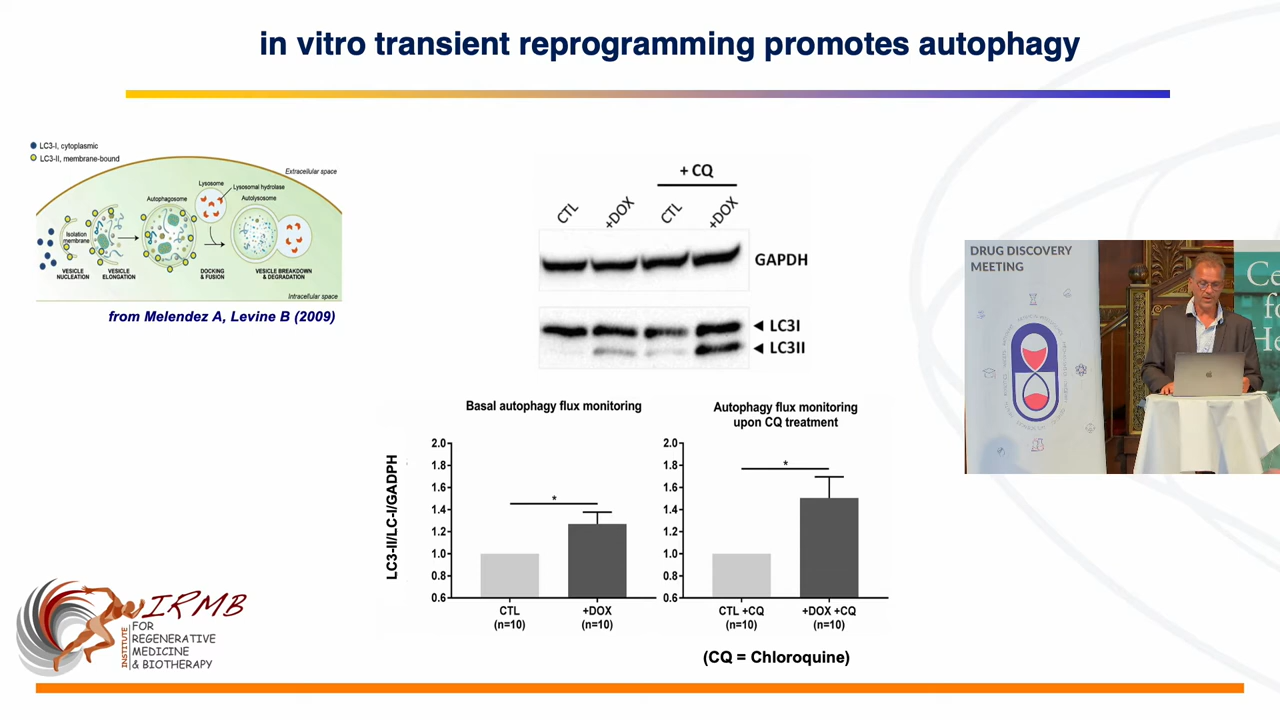 in vitro transient reprogramming promotes autophagy
LC3-I, cytoplasmic
LC3-II, membrane-bound
Extracellular space
Lysosome
Lysosomal hydrolase
Autophagosome
Autolysosome
Isolation
membrane
VESICLE
NUCLEATION
VESICLE
ELONGATION
DOCKING
& FUSION
VESICLE BREAKDOWN
& DEGRADATION
Intracellular space
from Melendez A, Levine B (2009)
+ CQ
CTL
+DOX
CTL
+DOX
GAPDH
LC3I
LC3II
Basal autophagy flux monitoring
LC3-II/LC-I/GADPH
2.0
1.8
1.6
1.4
1.2
1.0
0.8
0.6
*
CTL
(n=10)
+DOX
(n=10)
Autophagy flux monitoring
upon CQ treatment
2.0
1.8
1.6
1.4
1.2
1.0
0.8
0.6
*
CTL +CQ
(n=10)
+DOX +CQ
(n=10)
(CQ = Chloroquine)
DRUG DISCOVERY
MEETING
Ce
fo
He
IRMB
INSTITUTE
FOR
REGENERATIVE
MEDICINE
& BIOTHERAPY